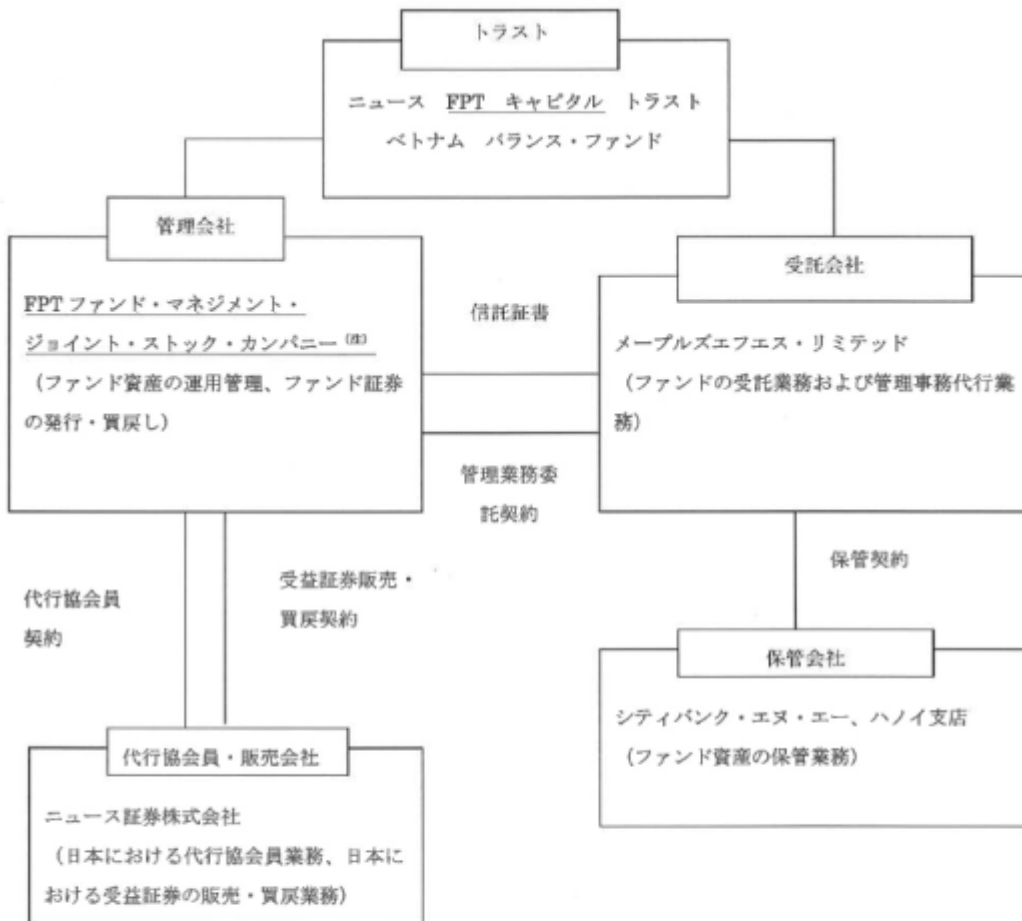 トラスト
ニュース FPT キャピタル トラスト
ベトナム バランス・ファンド
管理会社
FPTファンド・マネジメント・
ジョイント・ストック・カンパニー(注)
(ファンド資産の運用管理、ファンド証券
の発行・買戻し)
信託証書
管理業務委
託契約
受託会社
メープルズエフエス・リミテッド
(ファンドの受託業務および管理事務代行業
務)
代行協会員
契約
受益証券販売・
買戻契約
保管契約
代行協会員・販売会社
ニュース証券株式会社
(日本における代行協会員業務、日本に
おける受益証券の販売・買戻業務)
保管会社
シティバンク・エヌ・エー、ハノイ支店
(ファンド資産の保管業務)